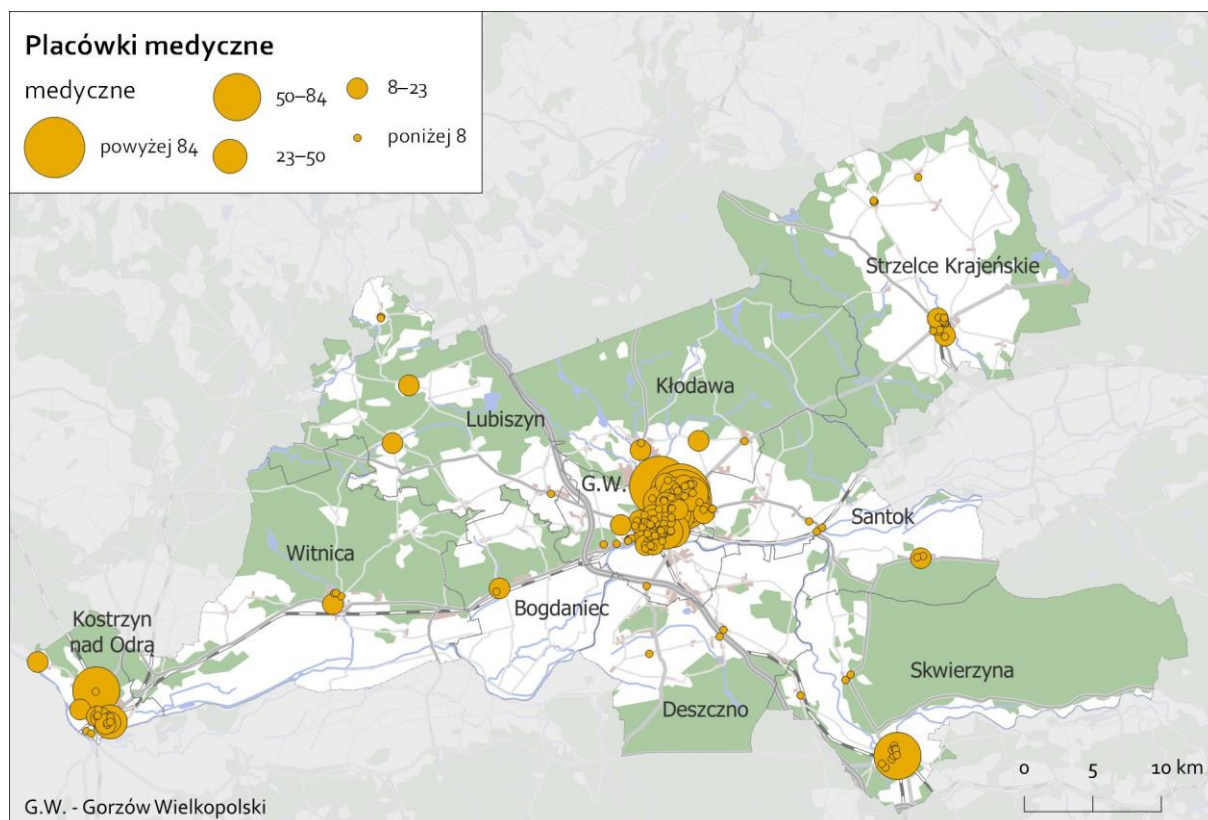 Placówki medyczne
medyczne
powyżej 84
50–84
23–50
8–23
poniżej 8
Strzelce Krajeńskie
Kłodawa
Lubiszyn
G.W.
Santok
Witnica
Bogdaniec
Kostrzyn
nad Odrą
Skwierzyna
Deszczno
0 5 10 km
G.W. - Gorzów Wielkopolski